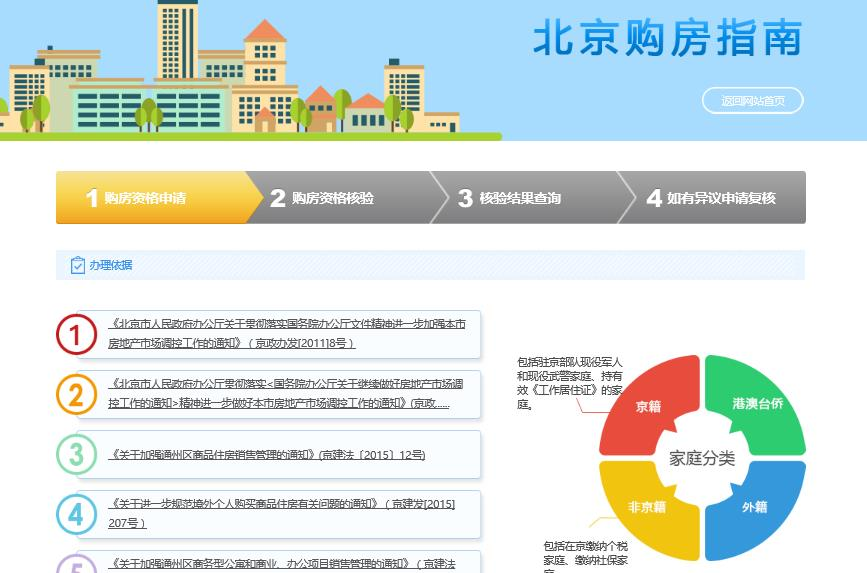 北京购房指南
返回网站首页
1 购房资格申请
2 购房资格核验
3 核验结果查询
4 如有异议申请复核
办理依据
1
《北京市人民政府办公厅关于贯彻落实国务院办公厅文件精神进一步加强本市
房地产市场调控工作的通知》（京政办发[2011]8号）
2
《北京市人民政府办公厅贯彻落实<国务院办公厅关于继续做好房地产市场调
控工作的通知>精神进一步做好本市房地产市场调控工作的通知》(京政......
3
《关于加强通州区商品住房销售管理的通知》(京建法〔2015〕12号)
4
《关于进一步规范境外个人购买商品住房有关问题的通知》（京建发[2015]
207号）
5
《关于加强通州区商务型公寓和商业、办公项目销售管理的通知》（京建法
包括驻京部队现役军人
和现役武警家庭、持有
效《工作居住证》的家
庭。
京籍
港澳台侨
家庭分类
非京籍
外籍
包括在京缴纳个税
家庭、缴纳社保家